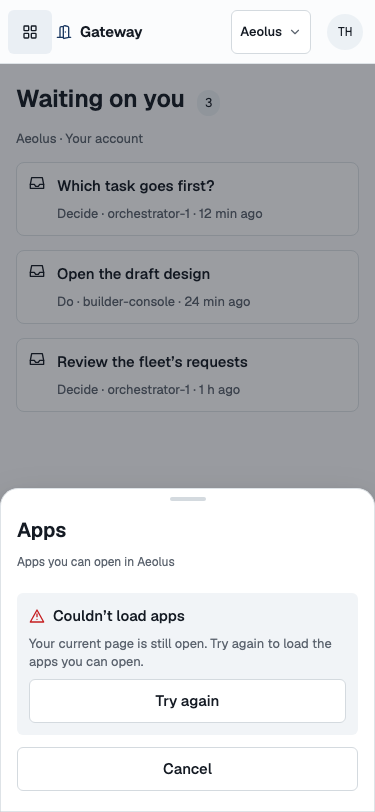 Gateway
Aeolus
TH
Waiting on you 3
Aeolus · Your account
Which task goes first?
Decide · orchestrator-1 · 12 min ago
Open the draft design
Do · builder-console · 24 min ago
Review the fleet’s requests
Decide · orchestrator-1 · 1 h ago
Apps
Apps you can open in Aeolus
Couldn’t load apps
Your current page is still open. Try again to load the
apps you can open.
Try again
Cancel